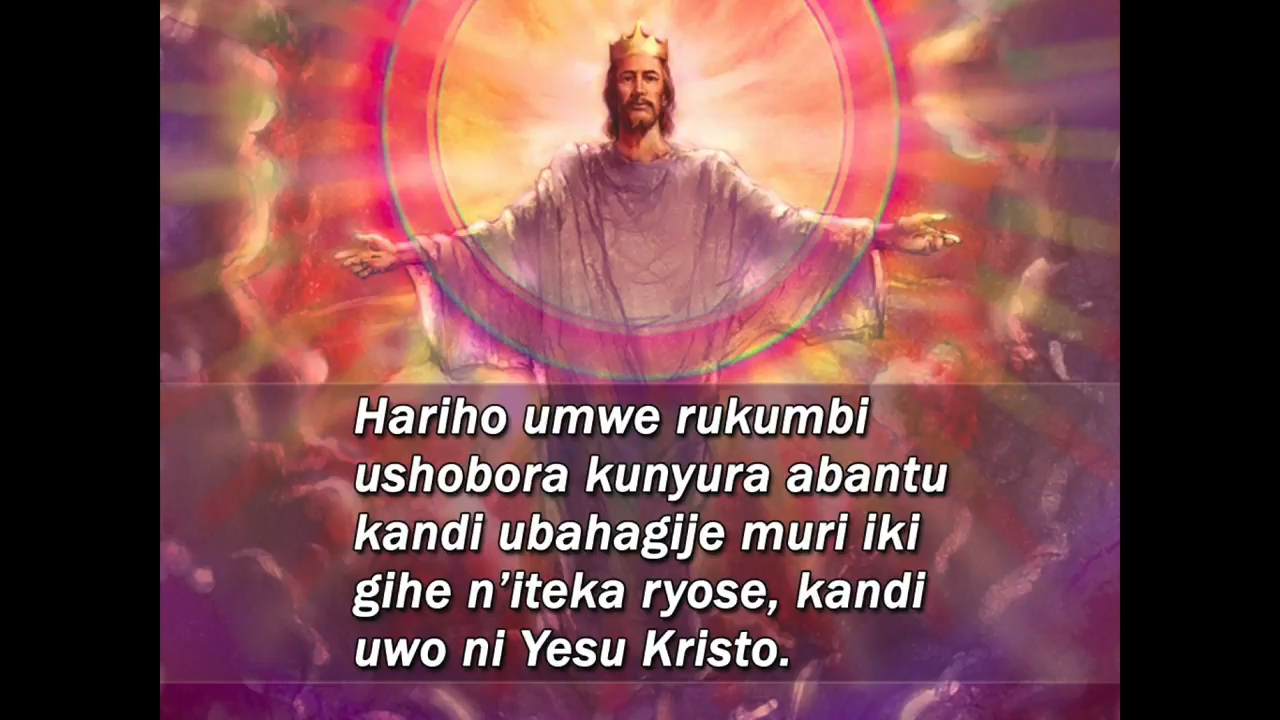 Hariho umwe rukumbi
ushobora kunyura abantu
kandi ubahagije muri iki
gihe n’iteka ryose, kandi
uwo ni Yesu Kristo.